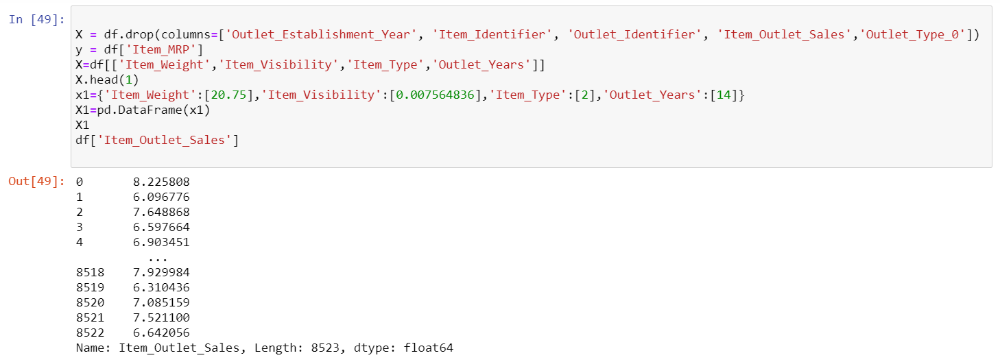 In [49]:
X = df.drop(columns=['Outlet_Establishment_Year', 'Item_Identifier', 'Outlet_Identifier', 'Item_Outlet_Sales','Outlet_Type_0'])
y = df['Item_MRP']
X=df[['Item_Weight','Item_Visibility','Item_Type','Outlet_Years']]
X.head(1)
x1={'Item_Weight':[20.75],'Item_Visibility':[0.007564836],'Item_Type':[2],'Outlet_Years':[14]}
X1=pd.DataFrame(x1)
X1
df['Item_Outlet_Sales']
Out[49]: 0 8.225808
1 6.096776
2 7.648868
3 6.597664
4 6.903451
...
8518 7.929984
8519 6.310436
8520 7.085159
8521 7.521100
8522 6.642056
Name: Item_Outlet_Sales, Length: 8523, dtype: float64